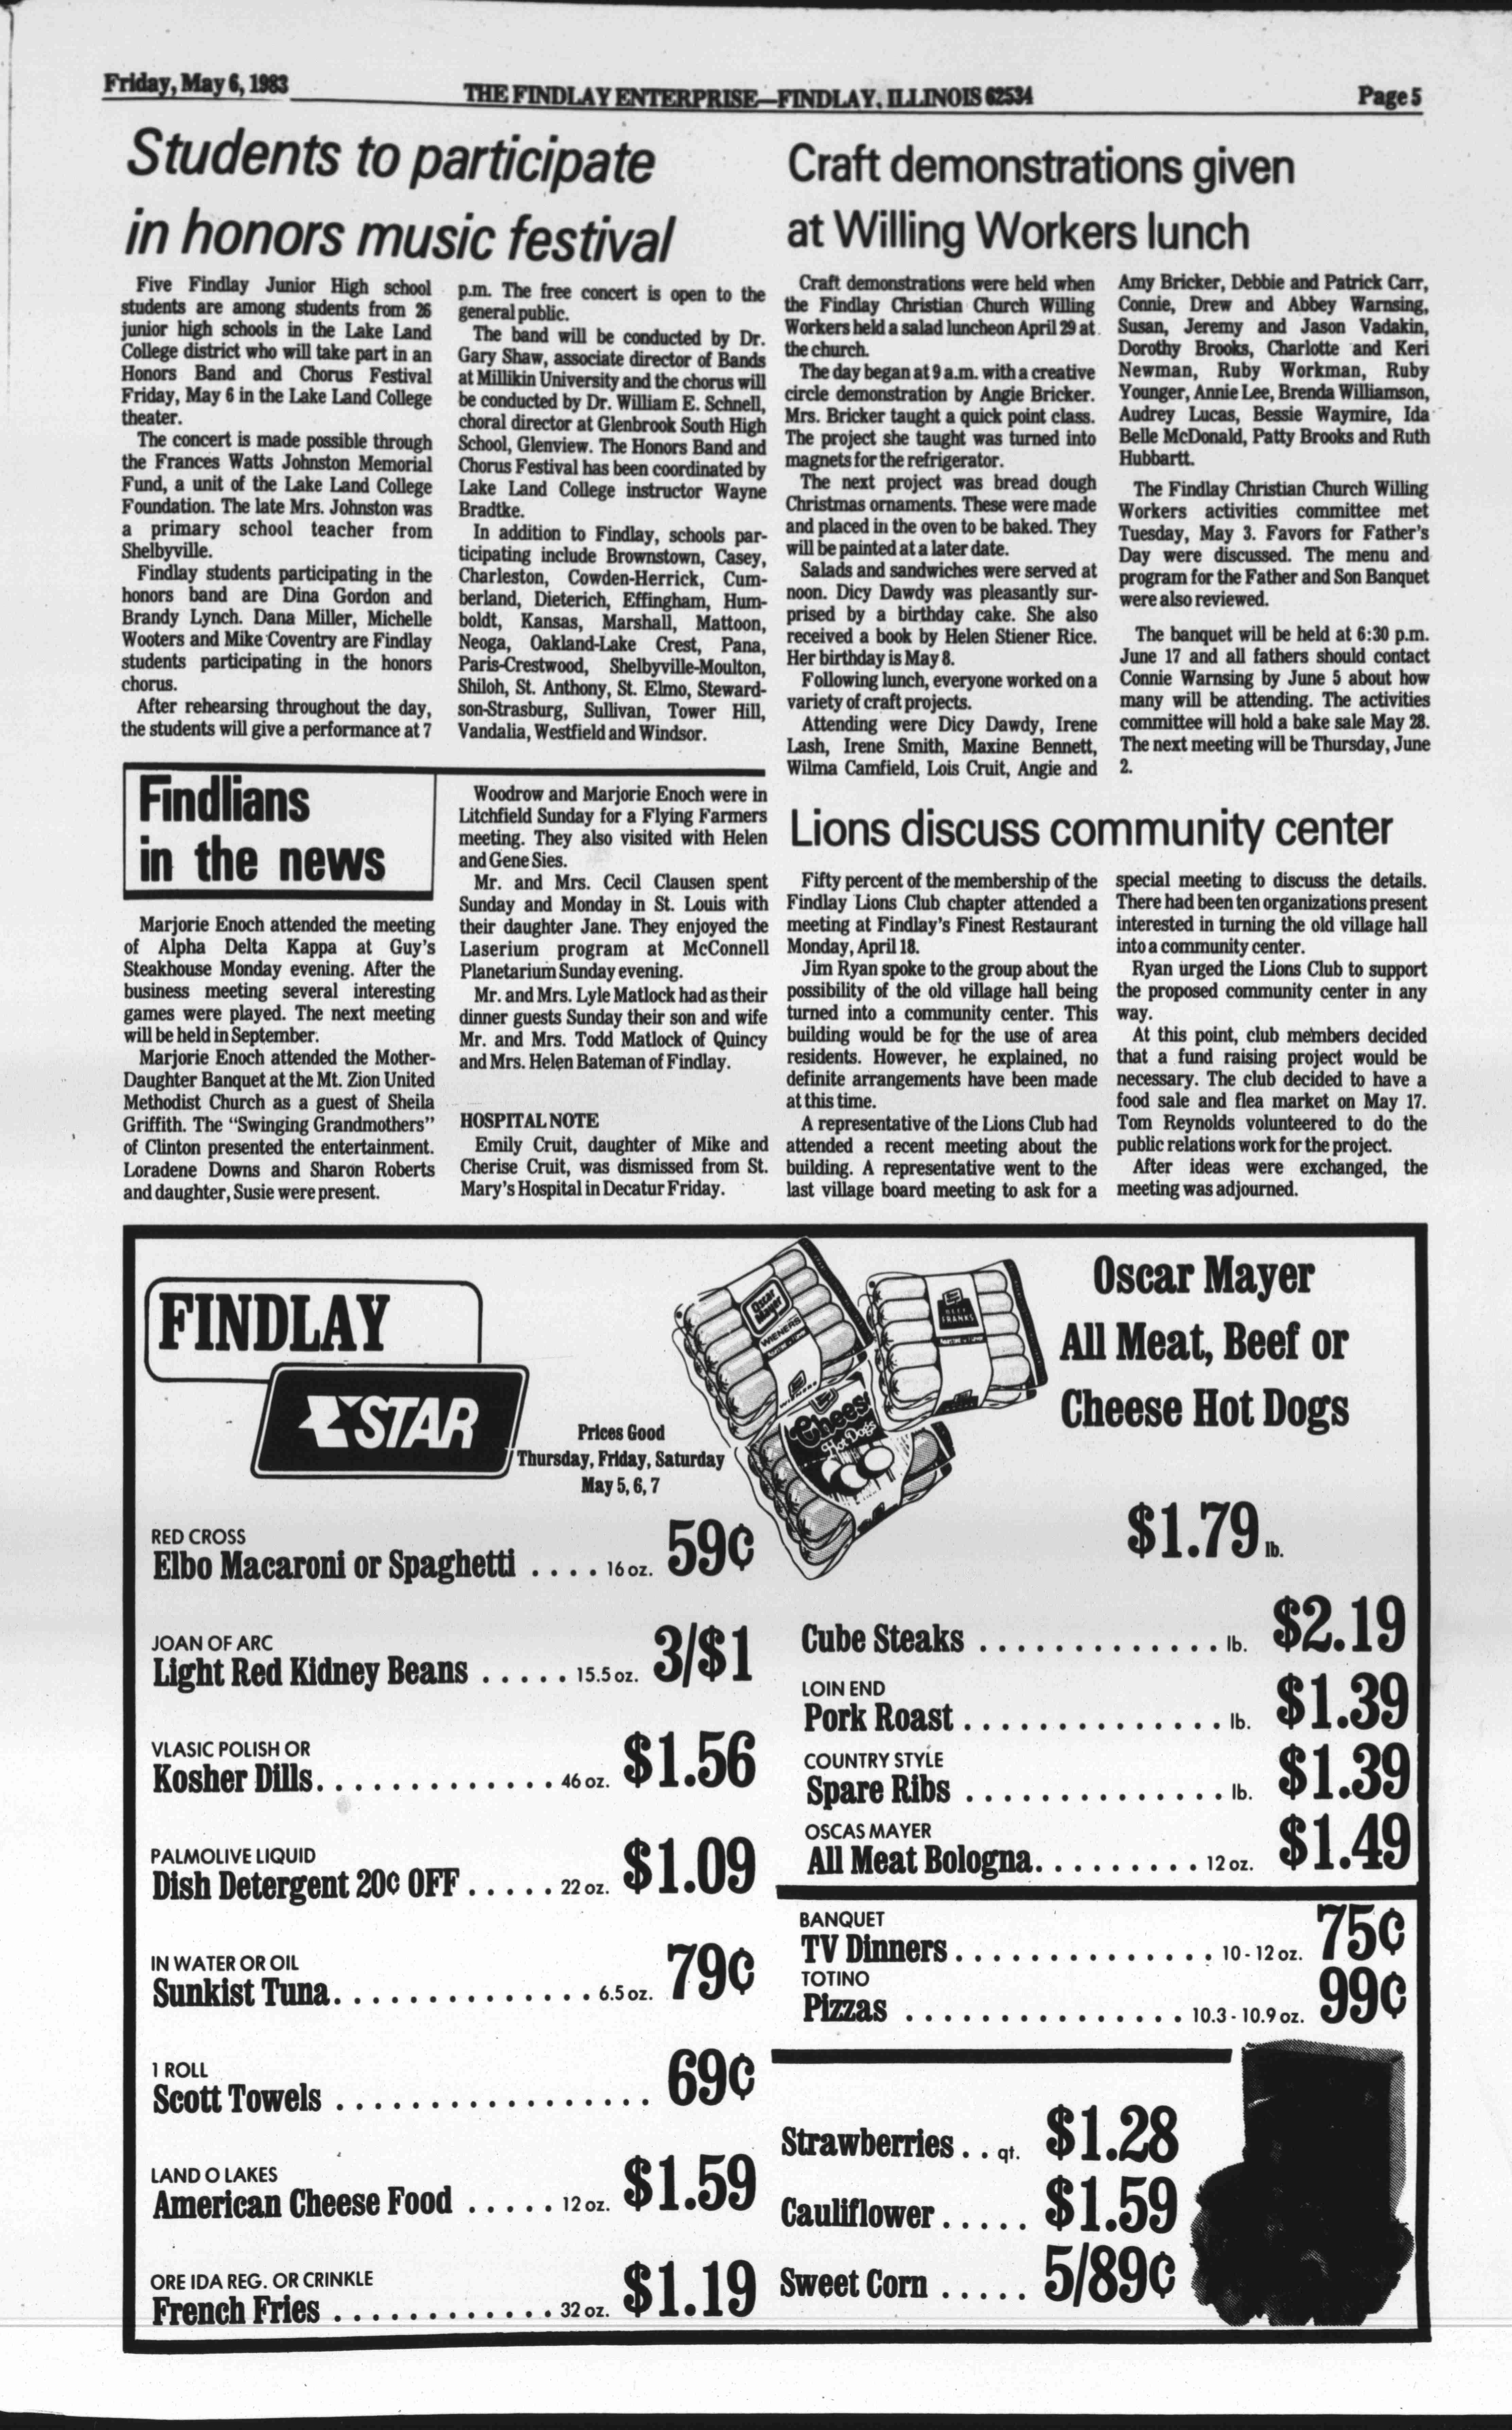 Friday, May 6, 1983
THE FINDLAY ENTERPRISE—FINDLAY, ILLINOIS 62534
Page 5
Students to participate
in honors music festival
Five Findlay Junior High school
students are among students from 26
junior high schools in the Lake Land
College district who will take part in an
Honors Band and Chorus Festival
Friday, May 6 in the Lake Land College
theater.
The concert is made possible through
the Frances Watts Johnston Memorial
Fund, a unit of the Lake Land College
Foundation. The late Mrs. Johnston was
a primary school teacher from
Shelbyville.
Findlay students participating in the
honors band are Dina Gordon and
Brandy Lynch. Dana Miller, Michelle
Wooters and Mike Coventry are Findlay
students participating in the honors
chorus.
After rehearsing throughout the day,
the students will give a performance at 7
p.m. The free concert is open to the
general public.
The band will be conducted by Dr.
Gary Shaw, associate director of Bands
at Millikin University and the chorus will
be conducted by Dr. William E. Schnell,
choral director at Glenbrook South High
School, Glenview. The Honors Band and
Chorus Festival has been coordinated by
Lake Land College instructor Wayne
Bradtke.
In addition to Findlay, schools par-
ticipating include Brownstown, Casey,
Charleston, Cowden-Herrick, Cum-
berland, Dieterich, Effingham, Hum-
boldt, Kansas, Marshall, Mattoon,
Neoga, Oakland-Lake Crest, Pana,
Paris-Crestwood, Shelbyville-Moulton,
Shiloh, St. Anthony, St. Elmo, Steward-
son-Strasburg, Sullivan, Tower Hill,
Vandalia, Westfield and Windsor.
Craft demonstrations given
at Willing Workers lunch
Craft demonstrations were held when
the Findlay Christian Church Willing
Workers held a salad luncheon April 29 at
the church.
The day began at 9 a.m. with a creative
circle demonstration by Angie Bricker.
Mrs. Bricker taught a quick point class.
The project she taught was turned into
magnets for the refrigerator.
The next project was bread dough
Christmas ornaments. These were made
and placed in the oven to be baked. They
will be painted at a later date.
Salads and sandwiches were served at
noon. Dicy Dawdy was pleasantly sur-
prised by a birthday cake. She also
received a book by Helen Stiener Rice.
Her birthday is May 8.
Following lunch, everyone worked on a
variety of craft projects.
Attending were Dicy Dawdy, Irene
Lash, Irene Smith, Maxine Bennett,
Wilma Camfield, Lois Cruit, Angie and
Amy Bricker, Debbie and Patrick Carr,
Connie, Drew and Abbey Warnsing,
Susan, Jeremy and Jason Vadakin,
Dorothy Brooks, Charlotte and Keri
Newman, Ruby Workman, Ruby
Younger, Annie Lee, Brenda Williamson,
Audrey Lucas, Bessie Waymire, Ida
Belle McDonald, Patty Brooks and Ruth
Hubbartt.
The Findlay Christian Church Willing
Workers activities committee met
Tuesday, May 3. Favors for Father's
Day were discussed. The menu and
program for the Father and Son Banquet
were also reviewed.
The banquet will be held at 6:30 p.m.
June 17 and all fathers should contact
Connie Warnsing by June 5 about how
many will be attending. The activities
committee will hold a bake sale May 28.
The next meeting will be Thursday, June
2.
Findlians
in the news
Marjorie Enoch attended the meeting
of Alpha Delta Kappa at Guy's
Steakhouse Monday evening. After the
business meeting several interesting
games were played. The next meeting
will be held in September.
Marjorie Enoch attended the Mother-
Daughter Banquet at the Mt. Zion United
Methodist Church as a guest of Sheila
Griffith. The "Swinging Grandmothers"
of Clinton presented the entertainment.
Loradene Downs and Sharon Roberts
and daughter, Susie were present.
Woodrow and Marjorie Enoch were in
Litchfield Sunday for a Flying Farmers
meeting. They also visited with Helen
and Gene Sies.
Mr. and Mrs. Cecil Clausen spent
Sunday and Monday in St. Louis with
their daughter Jane. They enjoyed the
Laserium program at McConnell
Planetarium Sunday evening.
Mr. and Mrs. Lyle Matlock had as their
dinner guests Sunday their son and wife
Mr. and Mrs. Todd Matlock of Quincy
and Mrs. Helen Bateman of Findlay.
HOSPITAL NOTE
Emily Cruit, daughter of Mike and
Cherise Cruit, was dismissed from St.
Mary's Hospital in Decatur Friday.
Lions discuss community center
Fifty percent of the membership of the
Findlay Lions Club chapter attended a
meeting at Findlay's Finest Restaurant
Monday, April 18.
Jim Ryan spoke to the group about the
possibility of the old village hall being
turned into a community center. This
building would be for the use of area
residents. However, he explained, no
definite arrangements have been made
at this time.
A representative of the Lions Club had
attended a recent meeting about the
building. A representative went to the
last village board meeting to ask for a
special meeting to discuss the details.
There had been ten organizations present
interested in turning the old village hall
into a community center.
Ryan urged the Lions Club to support
the proposed community center in any
way.
At this point, club members decided
that a fund raising project would be
necessary. The club decided to have a
food sale and flea market on May 17.
Tom Reynolds volunteered to do the
public relations work for the project.
After ideas were exchanged, the
meeting was adjourned.
FINDLAY
STAR
Prices Good
Thursday, Friday, Saturday
May 5, 6, 7
Oscar Mayer
WIENERS
BEEF
FRANKS
Cheese
Hot Dogs
Oscar Mayer
All Meat, Beef or
Cheese Hot Dogs
$1.79 lb.
RED CROSS
Elbo Macaroni or Spaghetti .... 16 oz. 59¢
JOAN OF ARC
Light Red Kidney Beans ..... 15.5 oz. 3/$1
VLASIC POLISH OR
Kosher Dills............. 46 oz. $1.56
PALMOLIVE LIQUID
Dish Detergent 20¢ OFF ..... 22 oz. $1.09
IN WATER OR OIL
Sunkist Tuna.............. 6.5 oz. 79¢
1 ROLL
Scott Towels ................. 69¢
LAND O LAKES
American Cheese Food ..... 12 oz. $1.59
ORE IDA REG. OR CRINKLE
French Fries ............ 32 oz. $1.19
Cube Steaks ............. lb. $2.19
LOIN END
Pork Roast.............. lb. $1.39
COUNTRY STYLE
Spare Ribs .............. lb. $1.39
OSCAS MAYER
All Meat Bologna......... 12 oz. $1.49
BANQUET
TV Dinners.............. 10 - 12 oz. 75¢
TOTINO
Pizzas ............... 10.3 - 10.9 oz. 99¢
Strawberries .. qt. $1.28
Cauliflower ..... $1.59
Sweet Corn ..... 5/89¢